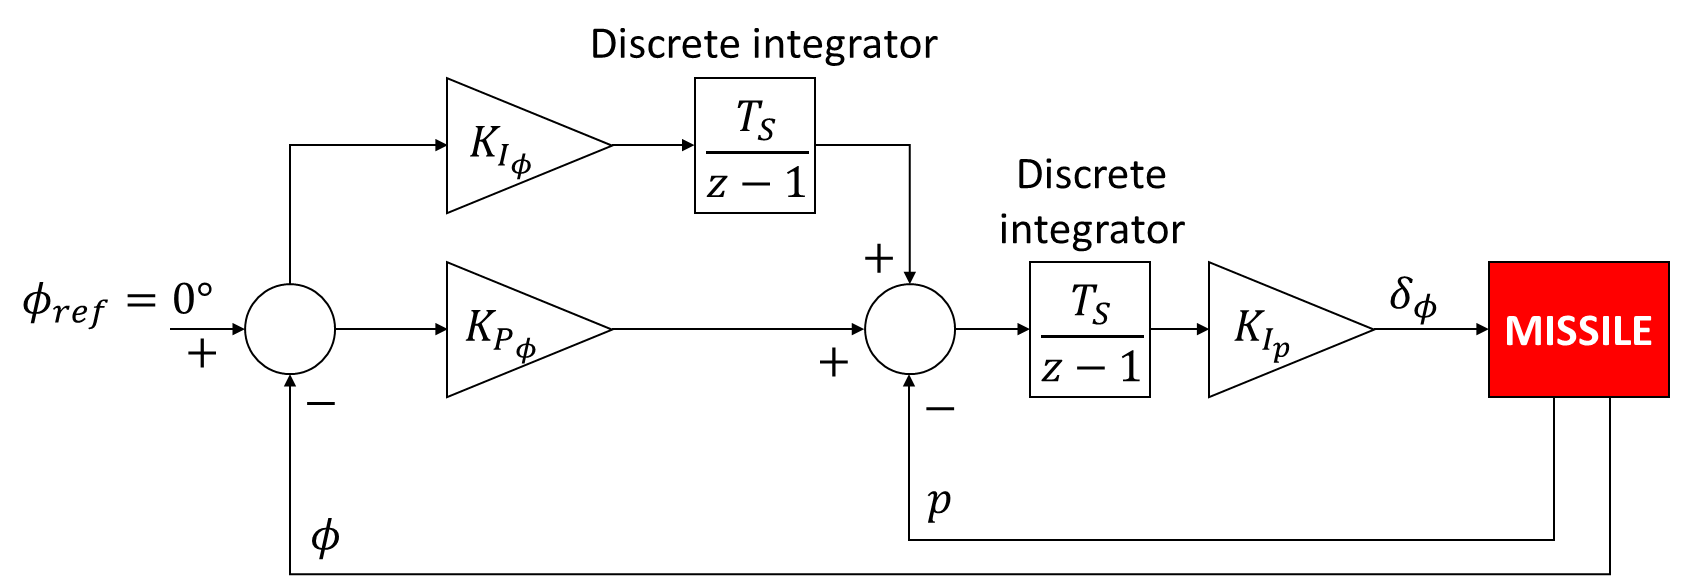 Discrete integrator
K_{I_ϕ}
T_S
z − 1
+
Discrete
integrator
ϕ_{ref} = 0°
+
K_{P_ϕ}
+
T_S
z − 1
K_{I_p}
δ_ϕ
MISSILE
−
−
p
ϕ